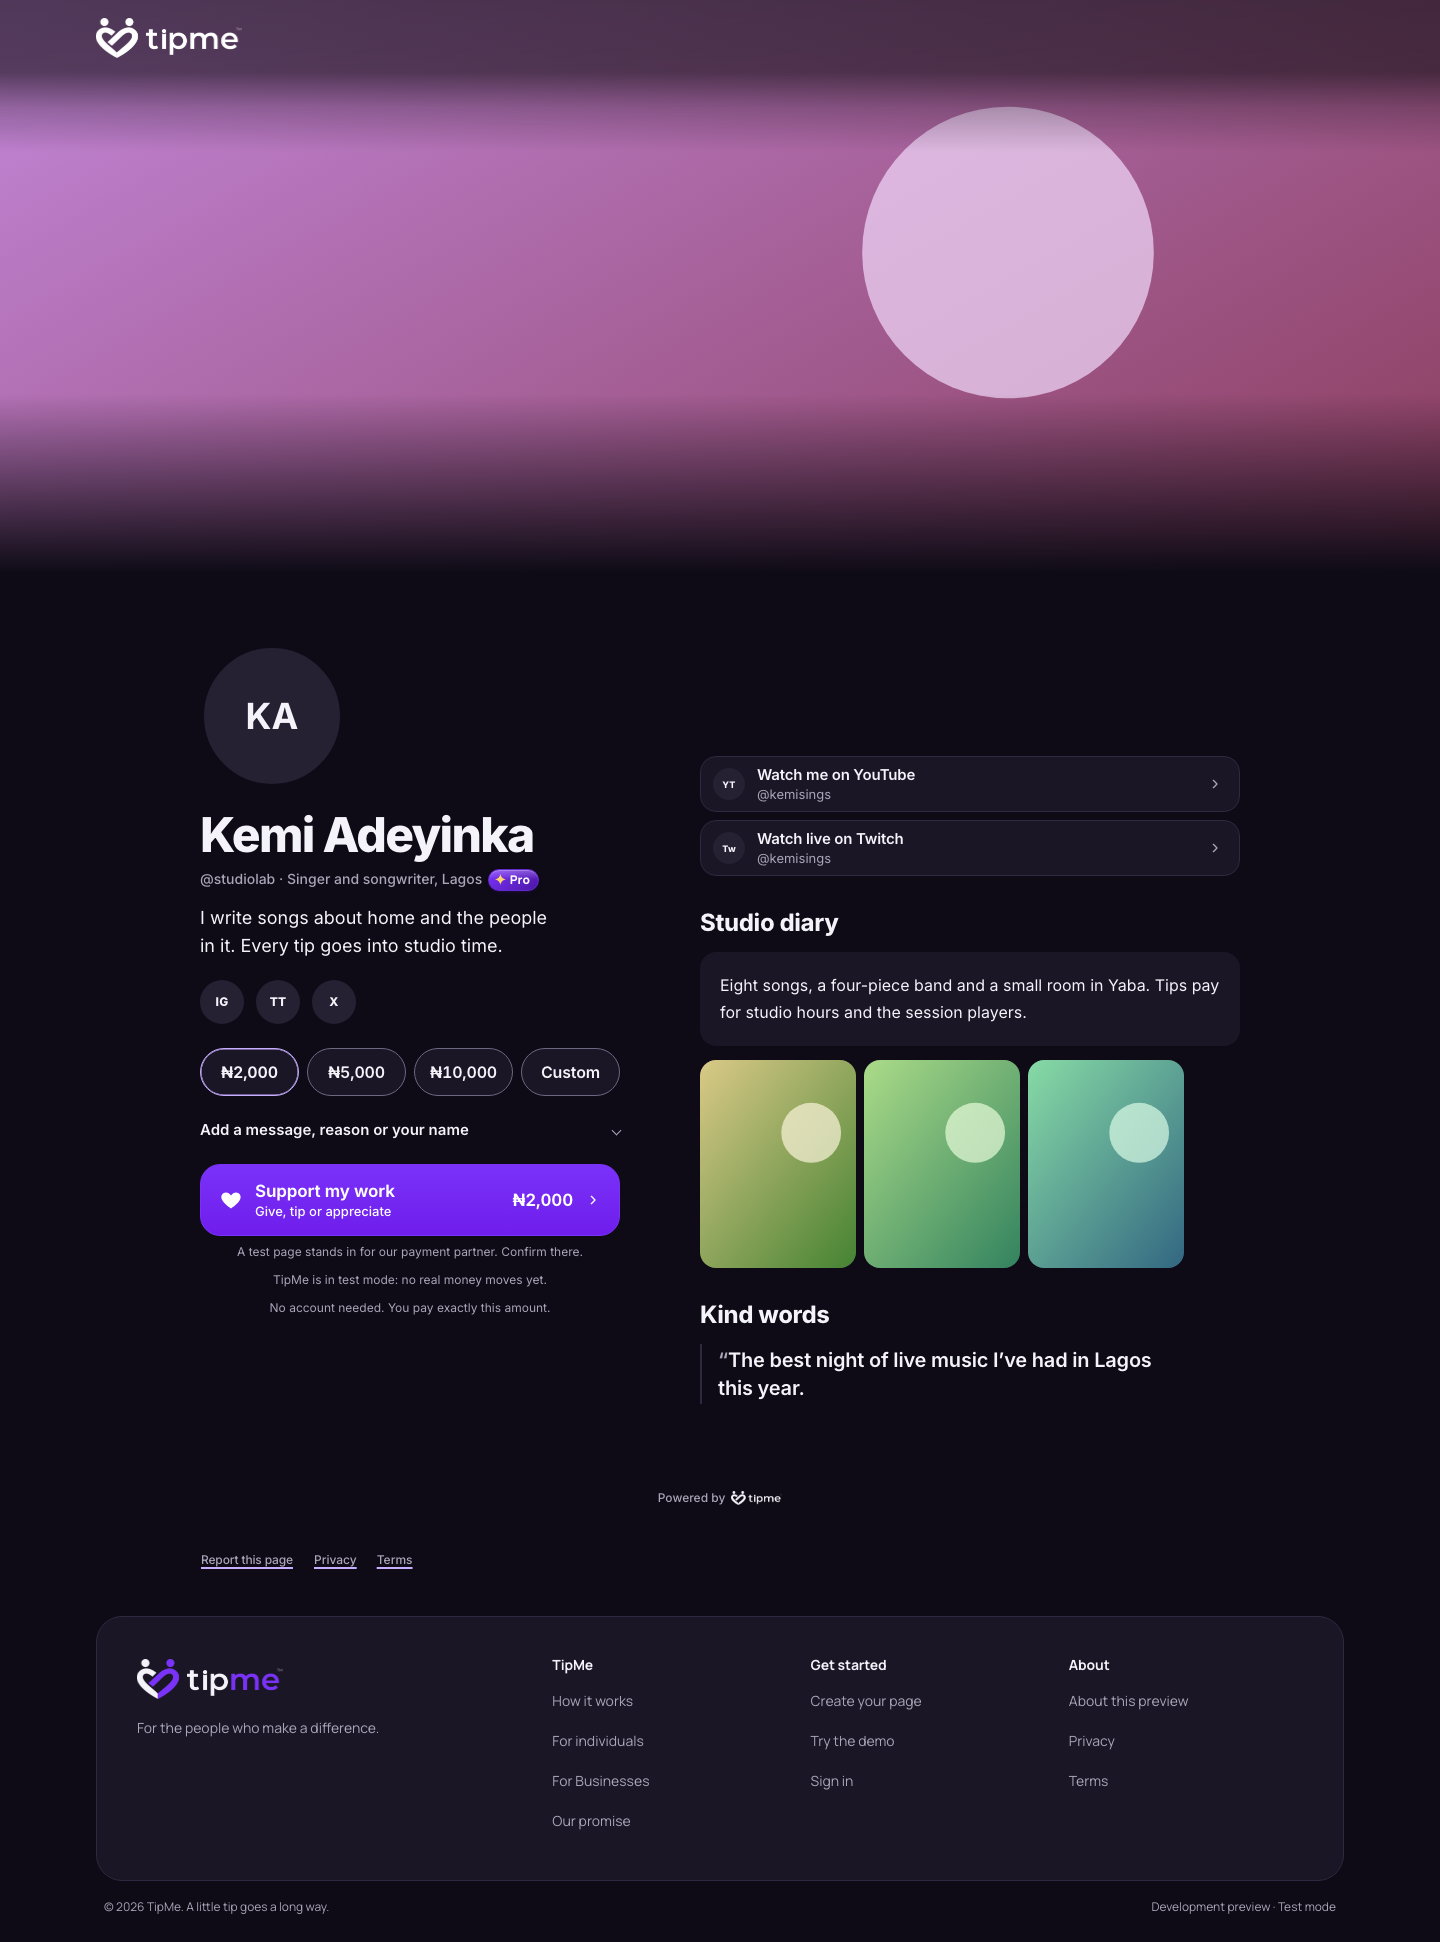 tipme
KA
Kemi Adeyinka
@studiolab · Singer and songwriter, Lagos
Pro
I write songs about home and the people
in it. Every tip goes into studio time.
IG
TT
X
₦2,000
₦5,000
₦10,000
Custom
Add a message, reason or your name
Support my work
Give, tip or appreciate
₦2,000
A test page stands in for our payment partner. Confirm there.
TipMe is in test mode: no real money moves yet.
No account needed. You pay exactly this amount.
YT
Watch me on YouTube
@kemisings
Tw
Watch live on Twitch
@kemisings
Studio diary
Eight songs, a four-piece band and a small room in Yaba. Tips pay
for studio hours and the session players.
Kind words
“The best night of live music I’ve had in Lagos
this year.
Powered by tipme
Report this page
Privacy
Terms
tipme
For the people who make a difference.
TipMe
How it works
For individuals
For Businesses
Our promise
Get started
Create your page
Try the demo
Sign in
About
About this preview
Privacy
Terms
© 2026 TipMe. A little tip goes a long way.
Development preview · Test mode